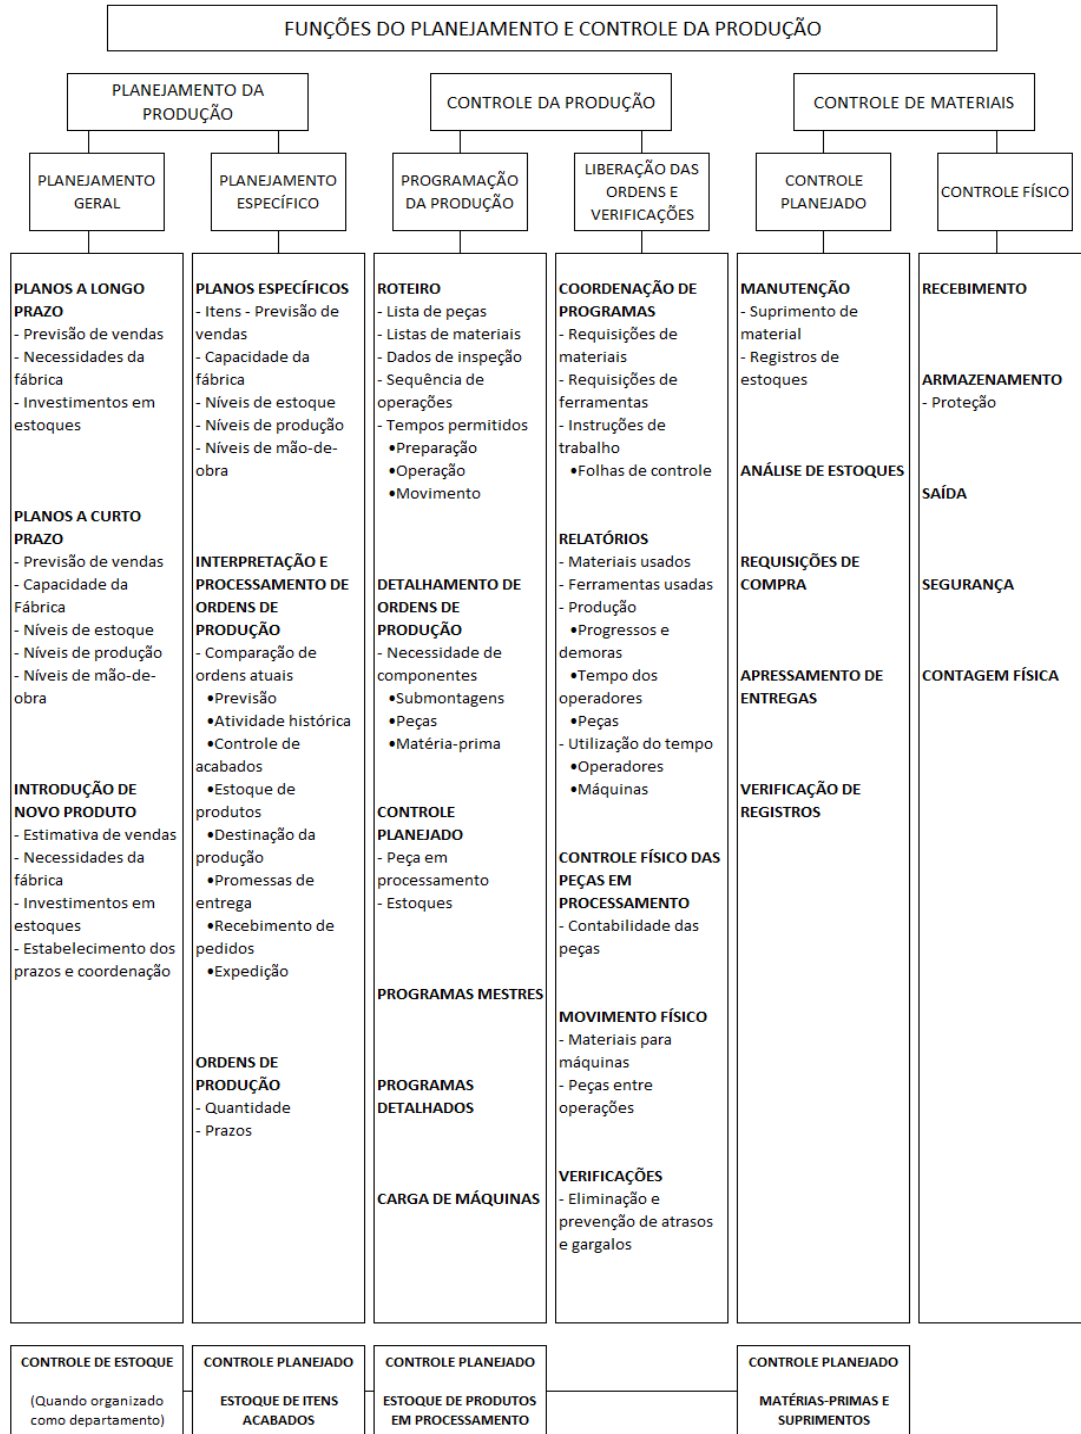 FUNÇÕES DO PLANEJAMENTO E CONTROLE DA PRODUÇÃO
PLANEJAMENTO DA
PRODUÇÃO
CONTROLE DA PRODUÇÃO
CONTROLE DE MATERIAIS
PLANEJAMENTO
GERAL
PLANEJAMENTO
ESPECÍFICO
PROGRAMAÇÃO
DA PRODUÇÃO
LIBERAÇÃO DAS
ORDENS E
VERIFICAÇÕES
CONTROLE
PLANEJADO
CONTROLE FÍSICO
PLANOS A LONGO
PRAZO
- Previsão de vendas
- Necessidades da
fábrica
- Investimentos em
estoques
PLANOS A CURTO
PRAZO
- Previsão de vendas
- Capacidade da
Fábrica
- Níveis de estoque
- Níveis de produção
- Níveis de mão-de-
obra
INTRODUÇÃO DE
NOVO PRODUTO
- Estimativa de vendas
- Necessidades da
fábrica
- Investimentos em
estoques
- Estabelecimento dos
prazos e coordenação
PLANOS ESPECÍFICOS
- Itens - Previsão de
vendas
- Capacidade da
fábrica
- Níveis de estoque
- Níveis de produção
- Níveis de mão-de-
obra
INTERPRETAÇÃO E
PROCESSAMENTO DE
ORDENS DE
PRODUÇÃO
- Comparação de
ordens atuais
•Previsão
•Atividade histórica
•Controle de
acabados
•Estoque de
produtos
•Destinação da
produção
•Promessas de
entrega
•Recebimento de
pedidos
•Expedição
ORDENS DE
PRODUÇÃO
- Quantidade
- Prazos
ROTEIRO
- Lista de peças
- Listas de materiais
- Dados de inspeção
- Sequência de
operações
- Tempos permitidos
•Preparação
•Operação
•Movimento
DETALHAMENTO DE
ORDENS DE
PRODUÇÃO
- Necessidade de
componentes
•Submontagens
•Peças
•Matéria-prima
CONTROLE
PLANEJADO
- Peça em
processamento
- Estoques
PROGRAMAS MESTRES
PROGRAMAS
DETALHADOS
CARGA DE MÁQUINAS
COORDENAÇÃO DE
PROGRAMAS
- Requisições de
materiais
- Requisições de
ferramentas
- Instruções de
trabalho
•Folhas de controle
RELATÓRIOS
- Materiais usados
- Ferramentas usadas
- Produção
•Progressos e
demoras
•Tempo dos
operadores
•Peças
- Utilização do tempo
•Operadores
•Máquinas
CONTROLE FÍSICO DAS
PEÇAS EM
PROCESSAMENTO
- Contabilidade das
peças
MOVIMENTO FÍSICO
- Materiais para
máquinas
- Peças entre
operações
VERIFICAÇÕES
- Eliminação e
prevenção de atrasos
e gargalos
MANUTENÇÃO
- Suprimento de
material
- Registros de
estoques
ANÁLISE DE ESTOQUES
REQUISIÇÕES DE
COMPRA
APRESSAMENTO DE
ENTREGAS
VERIFICAÇÃO DE
REGISTROS
RECEBIMENTO
ARMAZENAMENTO
- Proteção
SAÍDA
SEGURANÇA
CONTAGEM FÍSICA
CONTROLE DE ESTOQUE
(Quando organizado
como departamento)
CONTROLE PLANEJADO
ESTOQUE DE ITENS
ACABADOS
CONTROLE PLANEJADO
ESTOQUE DE PRODUTOS
EM PROCESSAMENTO
CONTROLE PLANEJADO
MATÉRIAS-PRIMAS E
SUPRIMENTOS